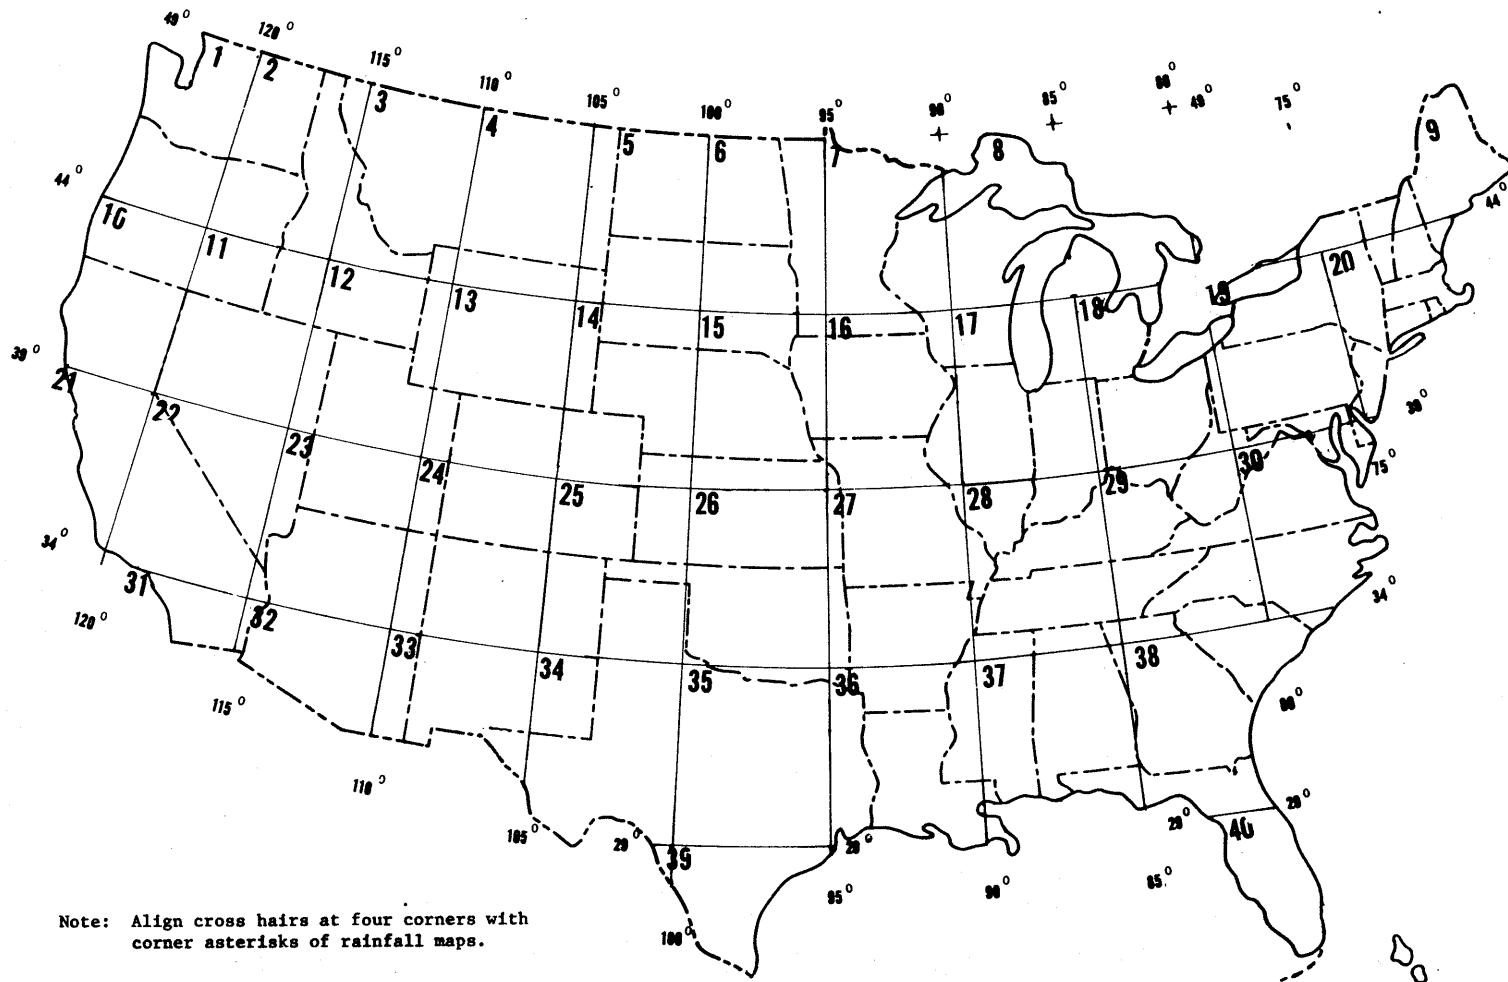 49° 120° 115° 110° 105° 100° 95° 90° 85° 80° 49° 75°
1 2 3 4 5 6 8 9
44° 44°
10 11 12 13 14 15 16 17 18 19 20
39° 39°
21 22 23 24 25 26 27 28 29 30 75°
34° 34°
31 32 33 34 35 36 37 38
120° 115° 110° 80°
105° 29° 39 29° 29° 40 29°
100° 95° 90° 85°
Note: Align cross hairs at four corners with
corner asterisks of rainfall maps.